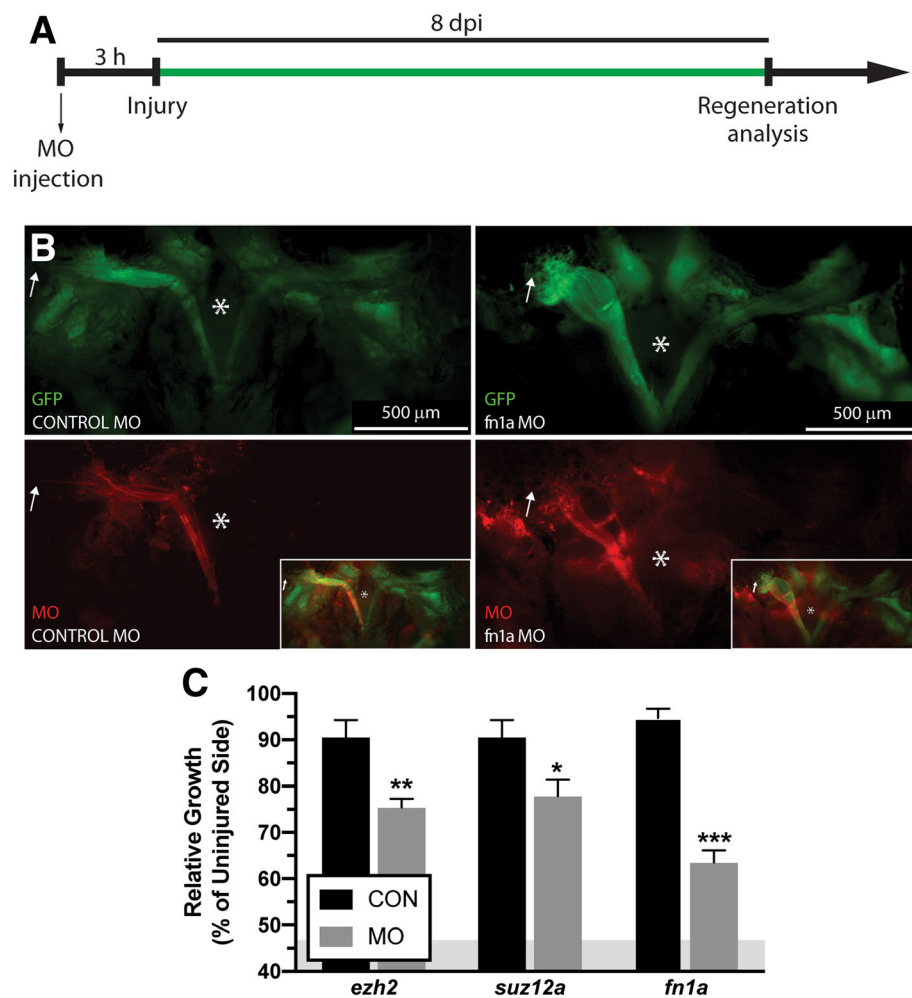 A
8 dpi
3 h
Injury
MO
injection
Regeneration
analysis
B
GFP
CONTROL MO
500 µm
GFP
fn1a MO
500 µm
*
*
MO
CONTROL MO
*
*
MO
fn1a MO
*
*
C
Relative Growth
(% of Uninjured Side)
100
90
80
70
60
50
40
**
*
***
CON
MO
ezh2
suz12a
fn1a